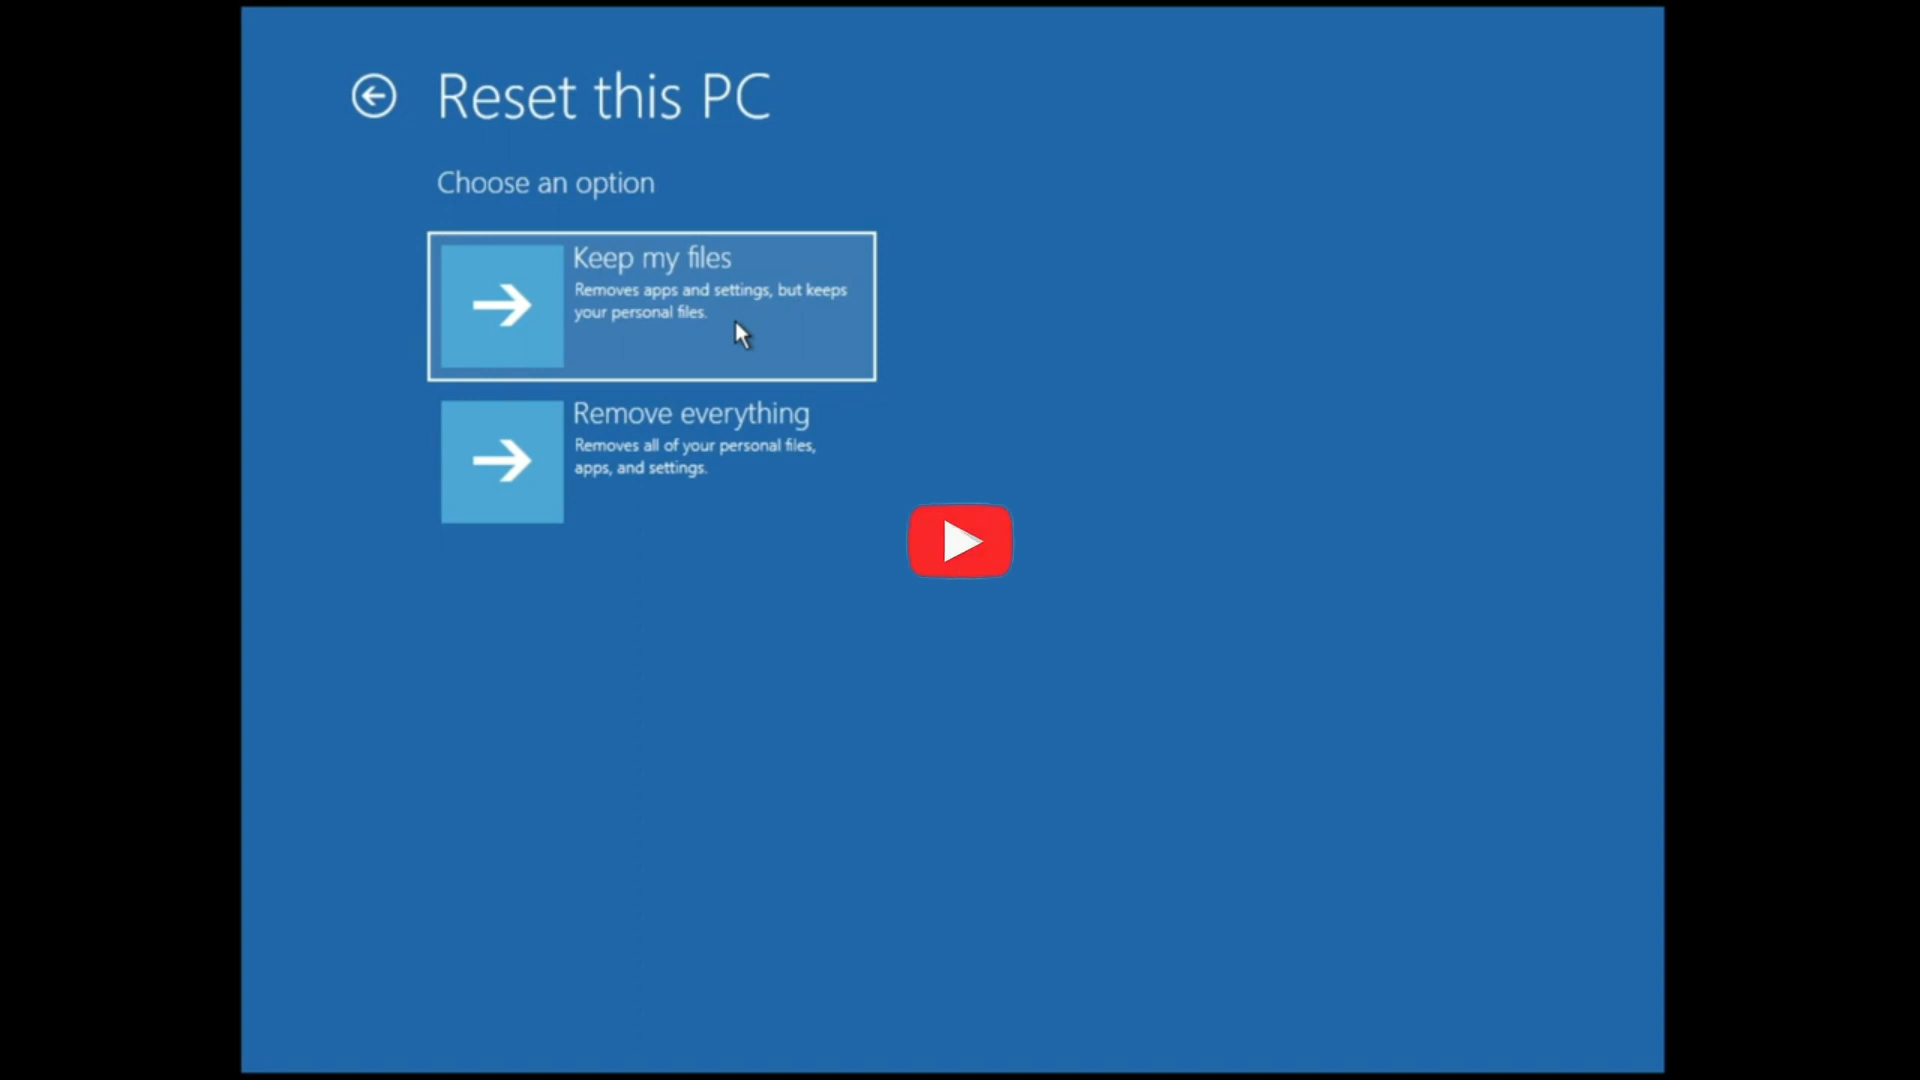 Reset this PC
Choose an option
Keep my files
Removes apps and settings, but keeps
your personal files.
Remove everything
Removes all of your personal files,
apps, and settings.